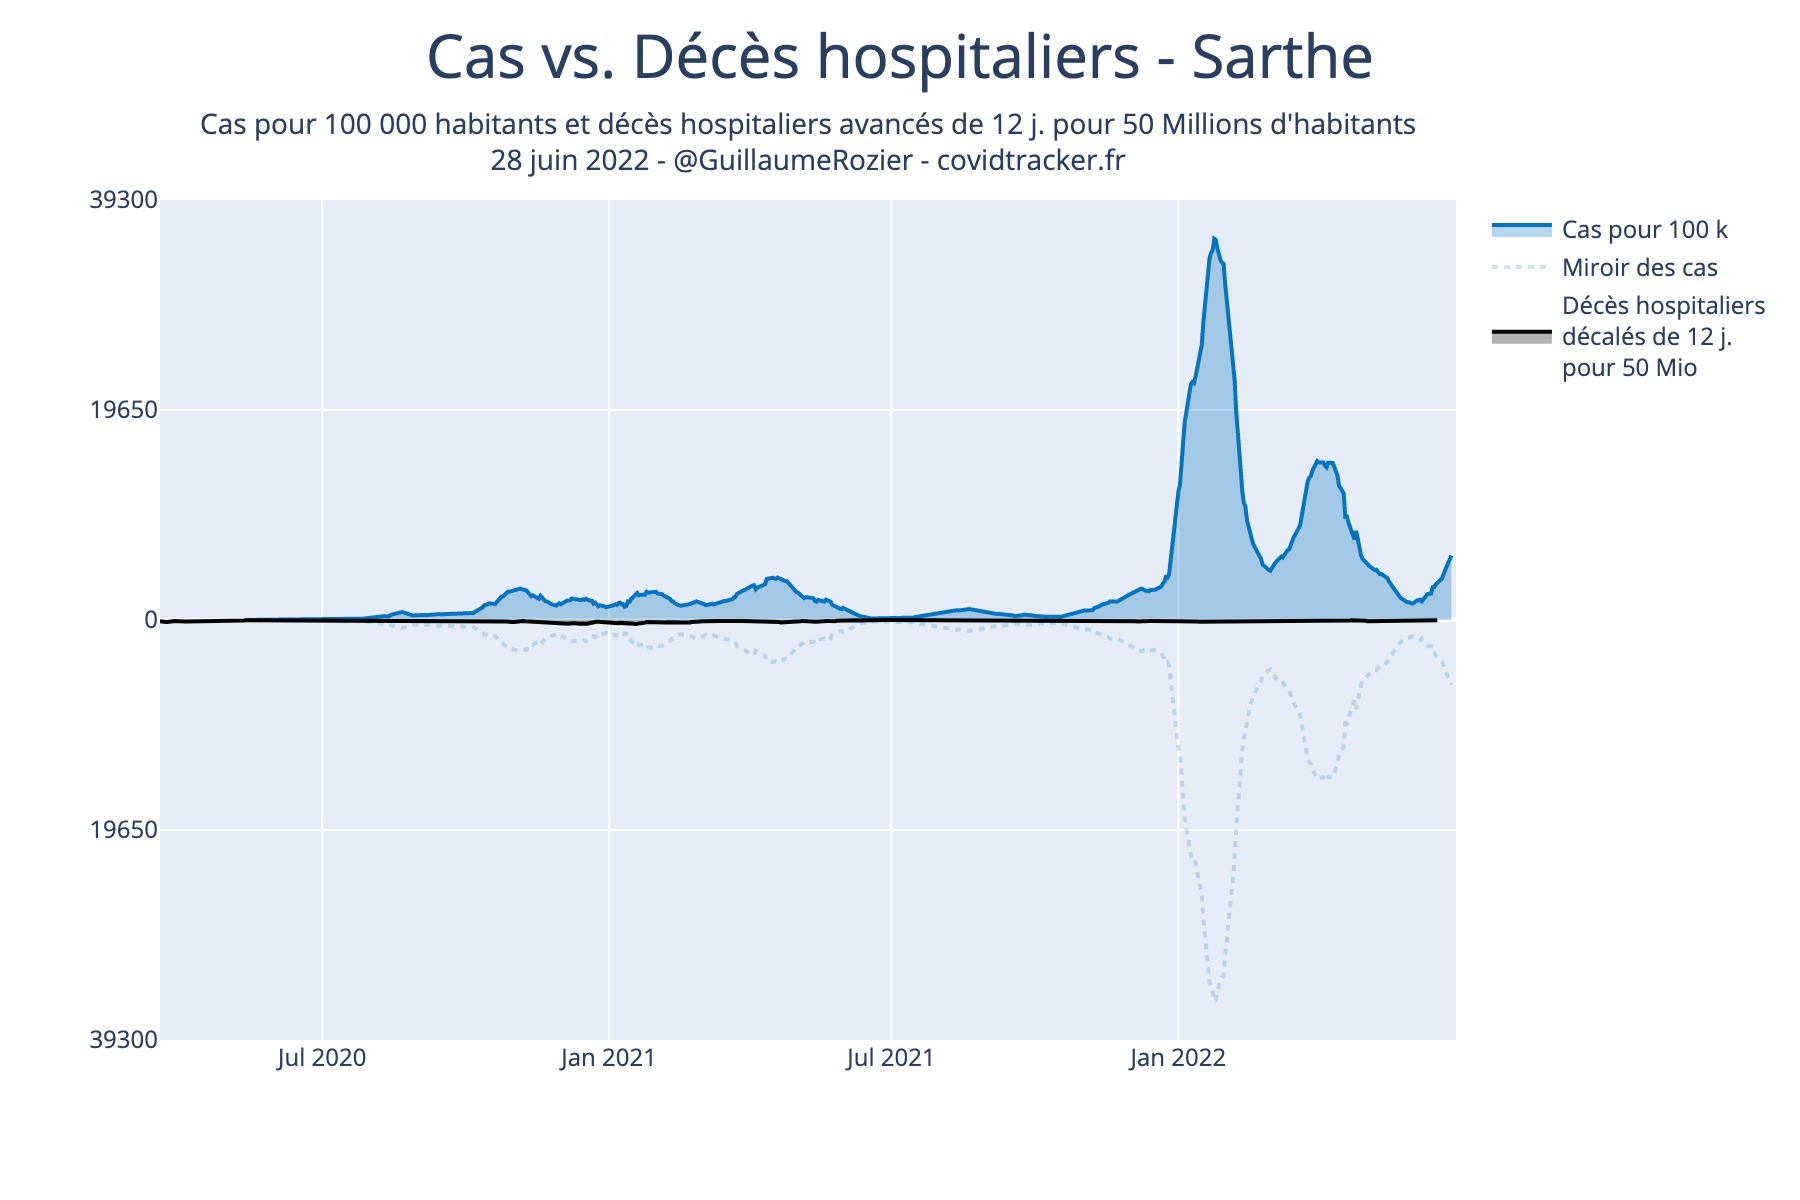 Cas vs. Décès hospitaliers - Sarthe
Cas pour 100 000 habitants et décès hospitaliers avancés de 12 j. pour 50 Millions d'habitants
28 juin 2022 - @GuillaumeRozier - covidtracker.fr
39300
19650
0
19650
39300
Jul 2020
Jan 2021
Jul 2021
Jan 2022
Cas pour 100 k
Miroir des cas
Décès hospitaliers
décalés de 12 j.
pour 50 Mio